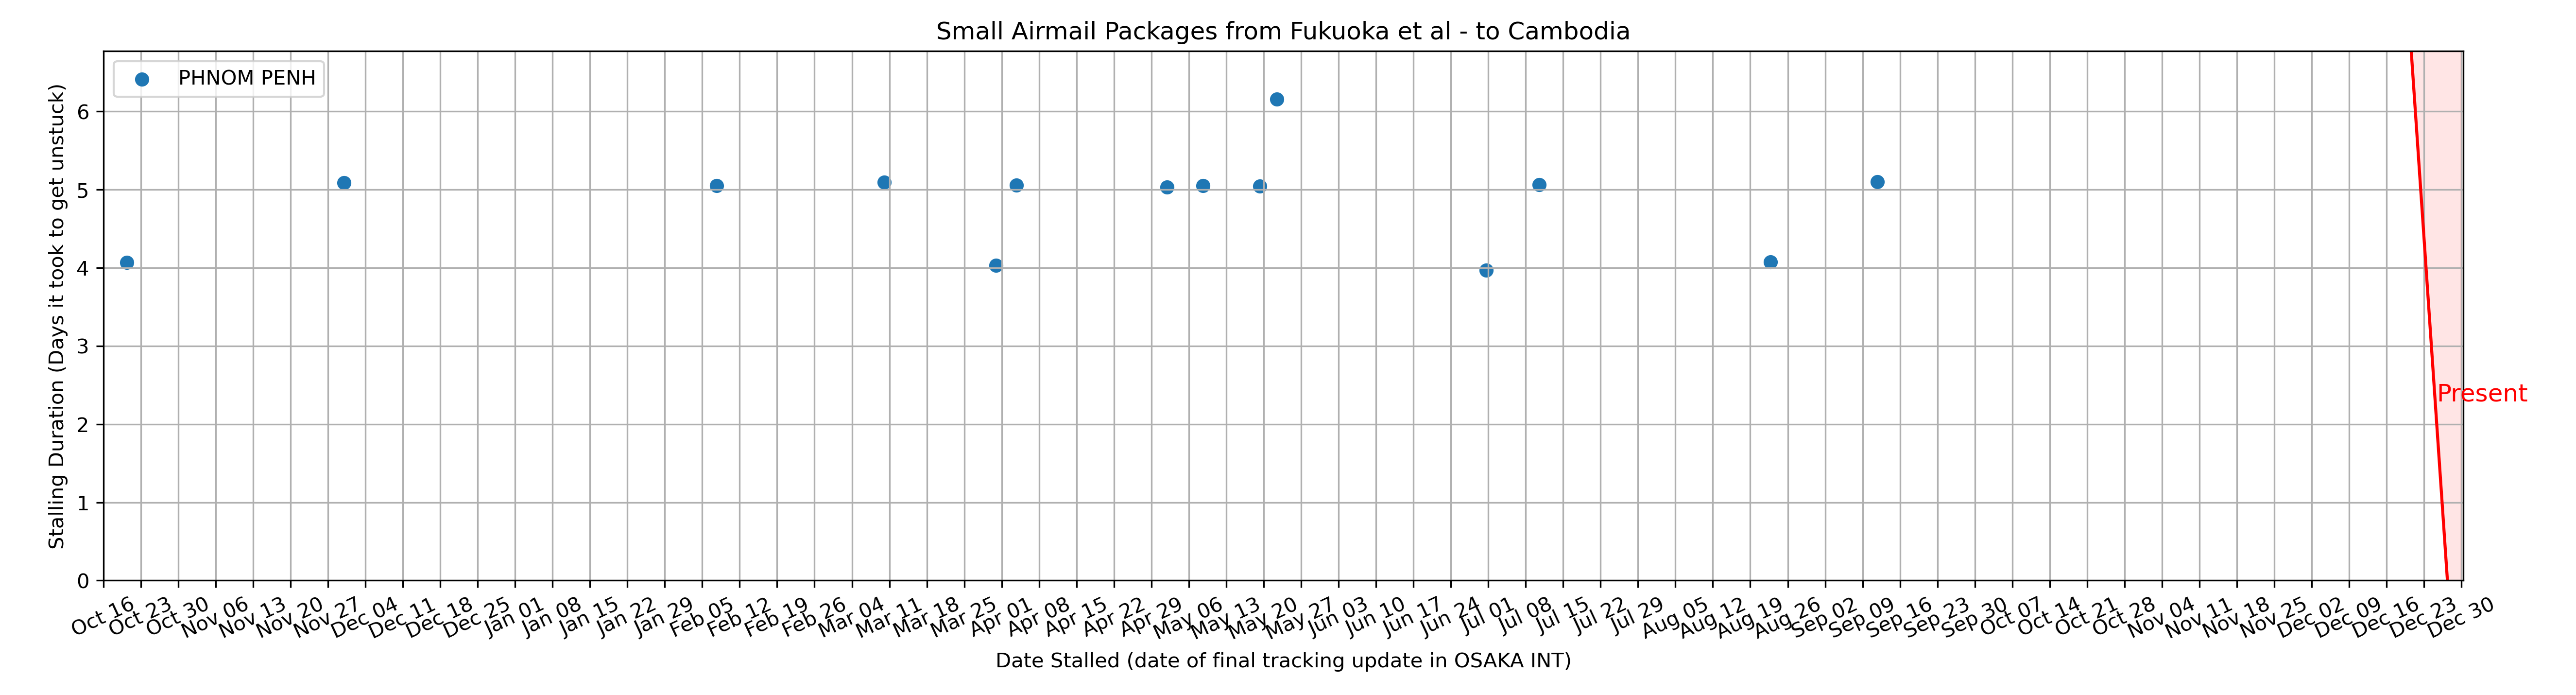 Small Airmail Packages from Fukuoka et al - to Cambodia
PHNOM PENH
Stalling Duration (Days it took to get unstuck)
6
5
4
3
2
1
0
Present
Oct 16
Oct 23
Oct 30
Nov 06
Nov 13
Nov 20
Nov 27
Dec 04
Dec 11
Dec 18
Dec 25
Jan 01
Jan 08
Jan 15
Jan 22
Jan 29
Feb 05
Feb 12
Feb 19
Feb 26
Mar 04
Mar 11
Mar 18
Mar 25
Apr 01
Apr 08
Apr 15
Apr 22
Apr 29
May 06
May 13
May 20
May 27
Jun 03
Jun 10
Jun 17
Jun 24
Jul 01
Jul 08
Jul 15
Jul 22
Jul 29
Aug 05
Aug 12
Aug 19
Aug 26
Sep 02
Sep 09
Sep 16
Sep 23
Sep 30
Oct 07
Oct 14
Oct 21
Oct 28
Nov 04
Nov 11
Nov 18
Nov 25
Dec 02
Dec 09
Dec 16
Dec 23
Dec 30
Date Stalled (date of final tracking update in OSAKA INT)